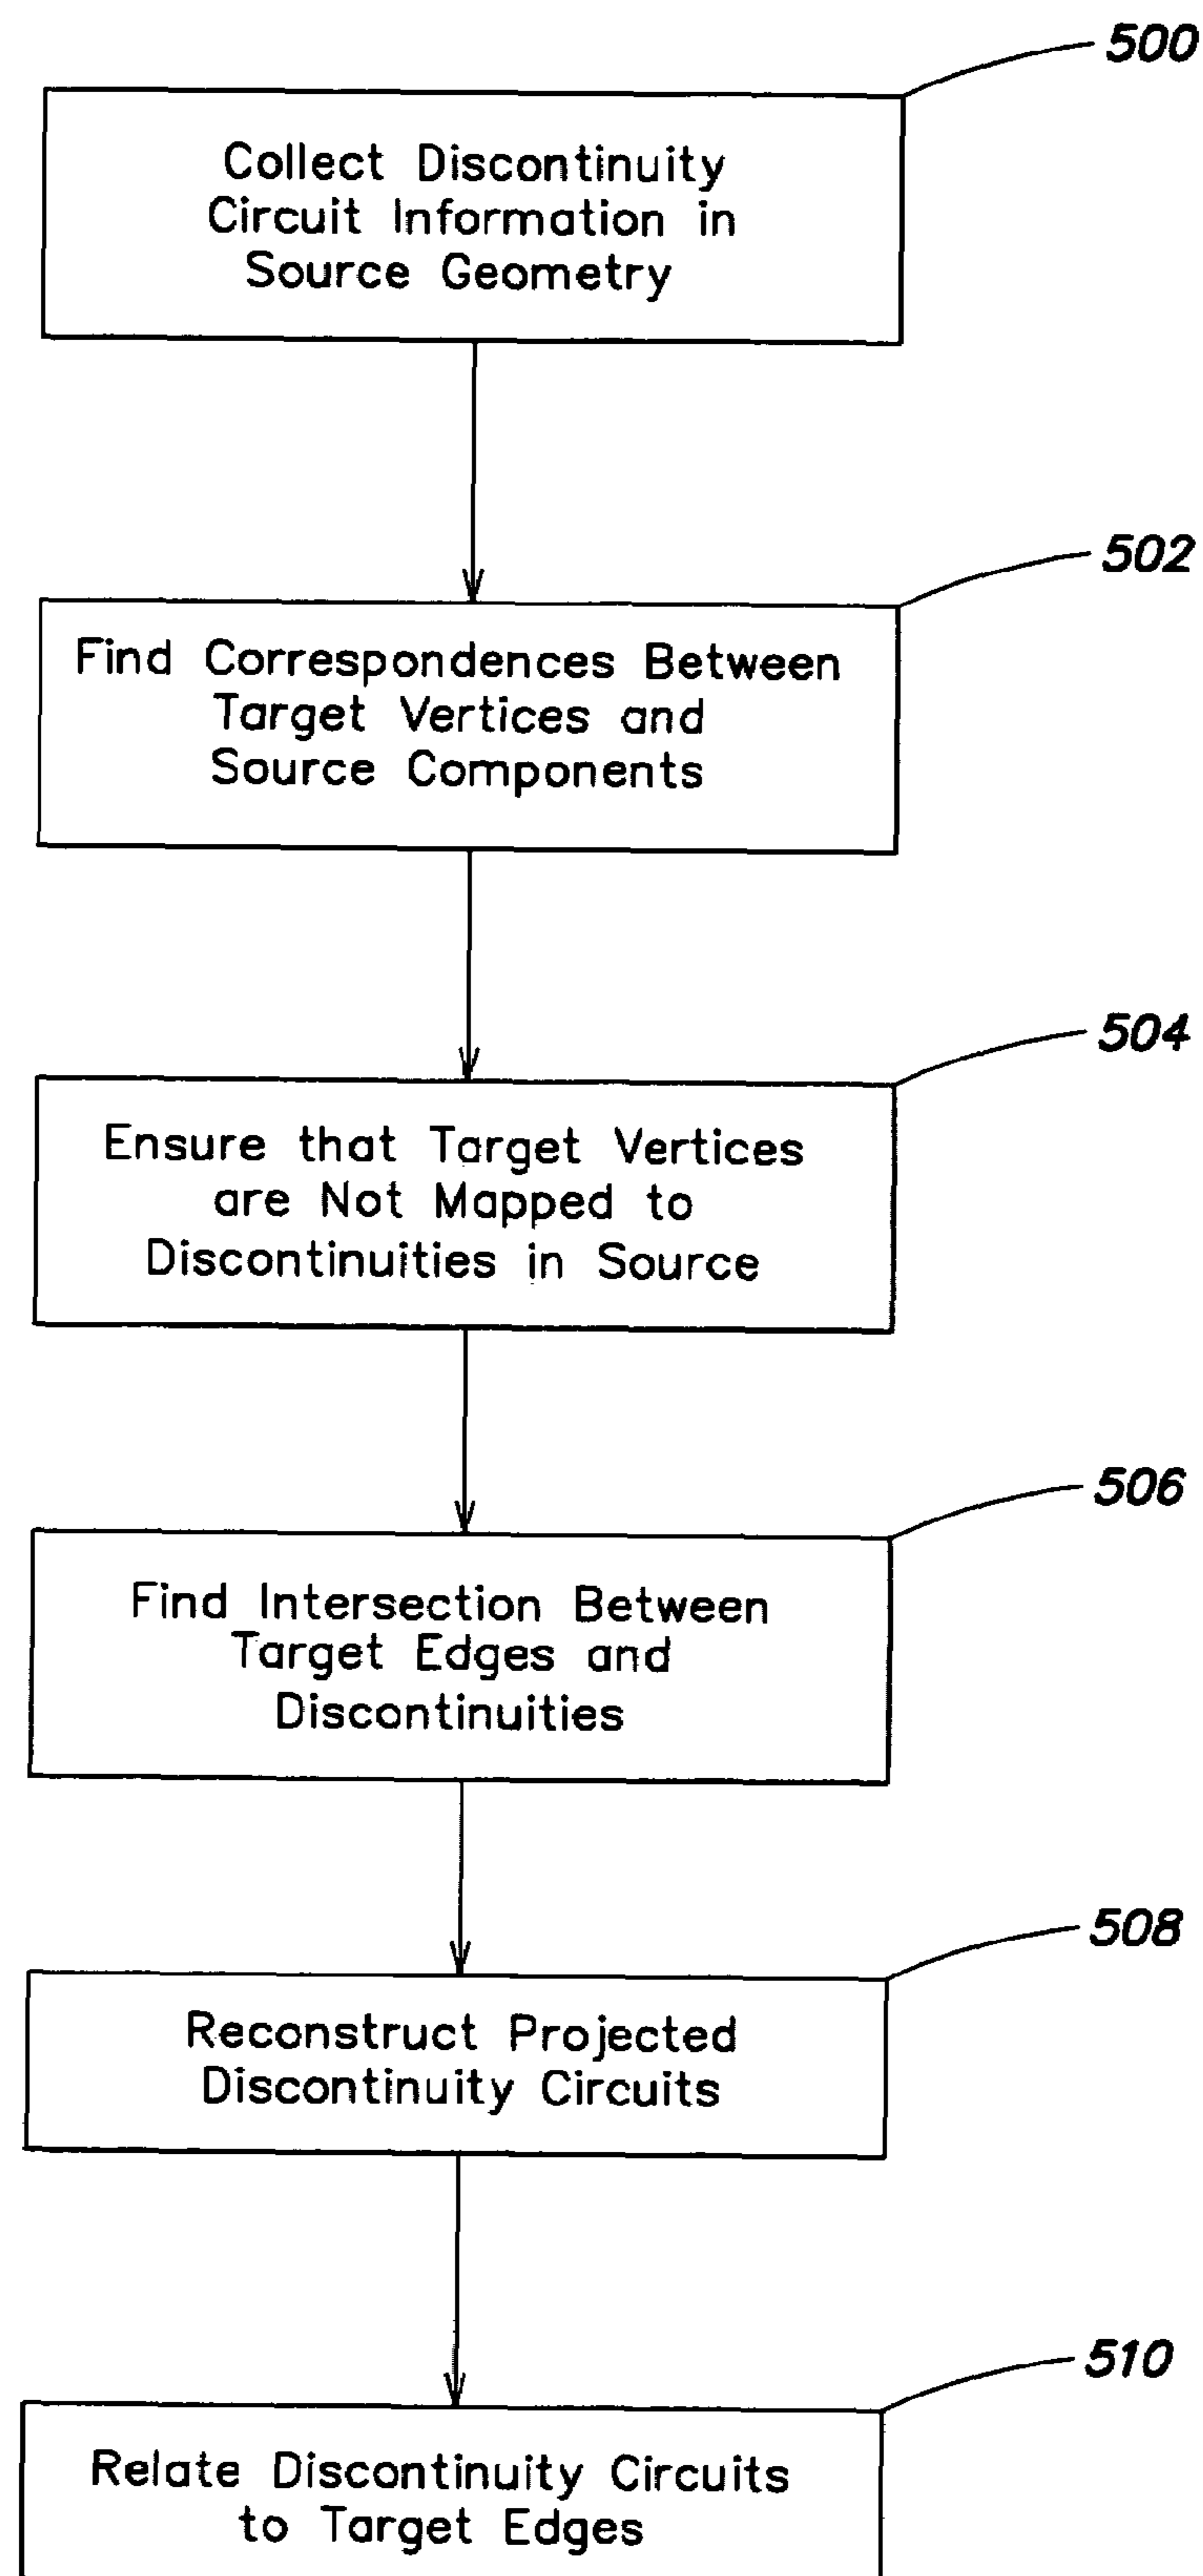 500
Collect Discontinuity
Circuit Information in
Source Geometry
502
Find Correspondences Between
Target Vertices and
Source Components
504
Ensure that Target Vertices
are Not Mapped to
Discontinuities in Source
506
Find Intersection Between
Target Edges and
Discontinuities
508
Reconstruct Projected
Discontinuity Circuits
510
Relate Discontinuity Circuits
to Target Edges